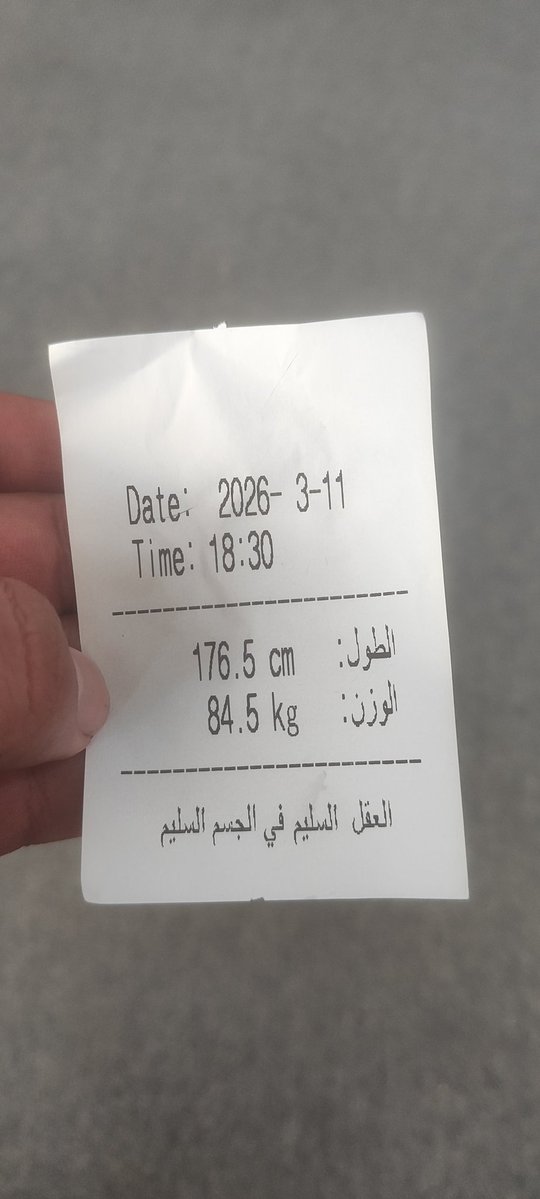 Date: 2026- 3-11
Time: 18:30
الطول: 176.5 cm
الوزن: 84.5 kg
العقل السليم في الجسم السليم